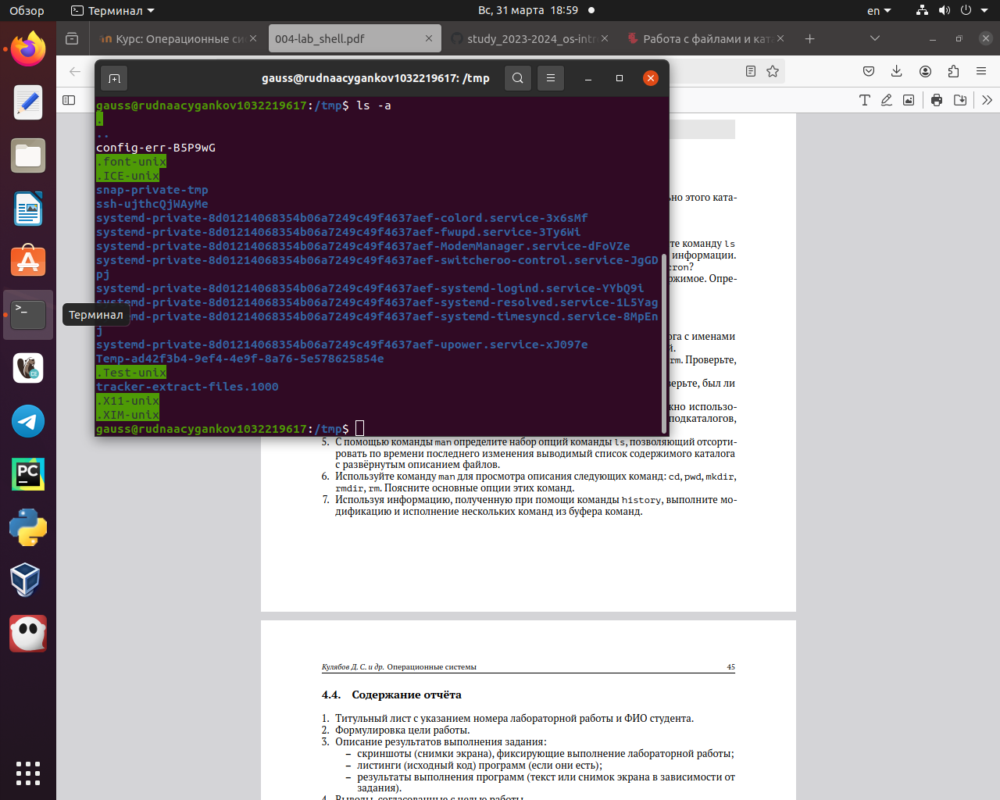 Обзор
Терминал
Вс, 31 марта 18:59
en
Курс: Операционные си
004-lab_shell.pdf
study_2023-2024_os-intr
Работа с файлами и ката
gauss@rudnaacygankov1032219617: /tmp
gauss@rudnaacygankov1032219617:/tmp$ ls -a
.
..
config-err-B5P9wG
.font-unix
.ICE-unix
snap-private-tmp
ssh-ujthcQjWAyMe
systemd-private-8d01214068354b06a7249c49f4637aef-colord.service-3x6sMf
systemd-private-8d01214068354b06a7249c49f4637aef-fwupd.service-3Ty6Wi
systemd-private-8d01214068354b06a7249c49f4637aef-ModemManager.service-dFoVZe
systemd-private-8d01214068354b06a7249c49f4637aef-switcheroo-control.service-JgGD
pj
systemd-private-8d01214068354b06a7249c49f4637aef-systemd-logind.service-YYbQ9i
systemd-private-8d01214068354b06a7249c49f4637aef-systemd-resolved.service-1L5Yag
md-private-8d01214068354b06a7249c49f4637aef-systemd-timesyncd.service-8MpEn
j
systemd-private-8d01214068354b06a7249c49f4637aef-upower.service-xJ097e
Temp-ad42f3b4-9ef4-4e9f-8a76-5e578625854e
.Test-unix
tracker-extract-files.1000
.X11-unix
.XIM-unix
gauss@rudnaacygankov1032219617:/tmp$
Терминал
ьно этого ката-
те команду ls
информации.
cron?
ржимое. Опре-
ога с именами
й.
rm. Проверьте,
верьте, был ли
жно использо-
подкаталогов,
5. С помощью команды man определите набор опций команды ls, позволяющий отсорти-
ровать по времени последнего изменения выводимый список содержимого каталога
с развёрнутым описанием файлов.
6. Используйте команду man для просмотра описания следующих команд: cd, pwd, mkdir,
rmdir, rm. Поясните основные опции этих команд.
7. Используя информацию, полученную при помощи команды history, выполните мо-
дификацию и исполнение нескольких команд из буфера команд.
Кулябов Д. С. и др. Операционные системы 45
4.4. Содержание отчёта
1. Титульный лист с указанием номера лабораторной работы и ФИО студента.
2. Формулировка цели работы.
3. Описание результатов выполнения задания:
– скриншоты (снимки экрана), фиксирующие выполнение лабораторной работы;
– листинги (исходный код) программ (если они есть);
– результаты выполнения программ (текст или снимок экрана в зависимости от
задания).
4. Выводы, согласованные с целью работы.